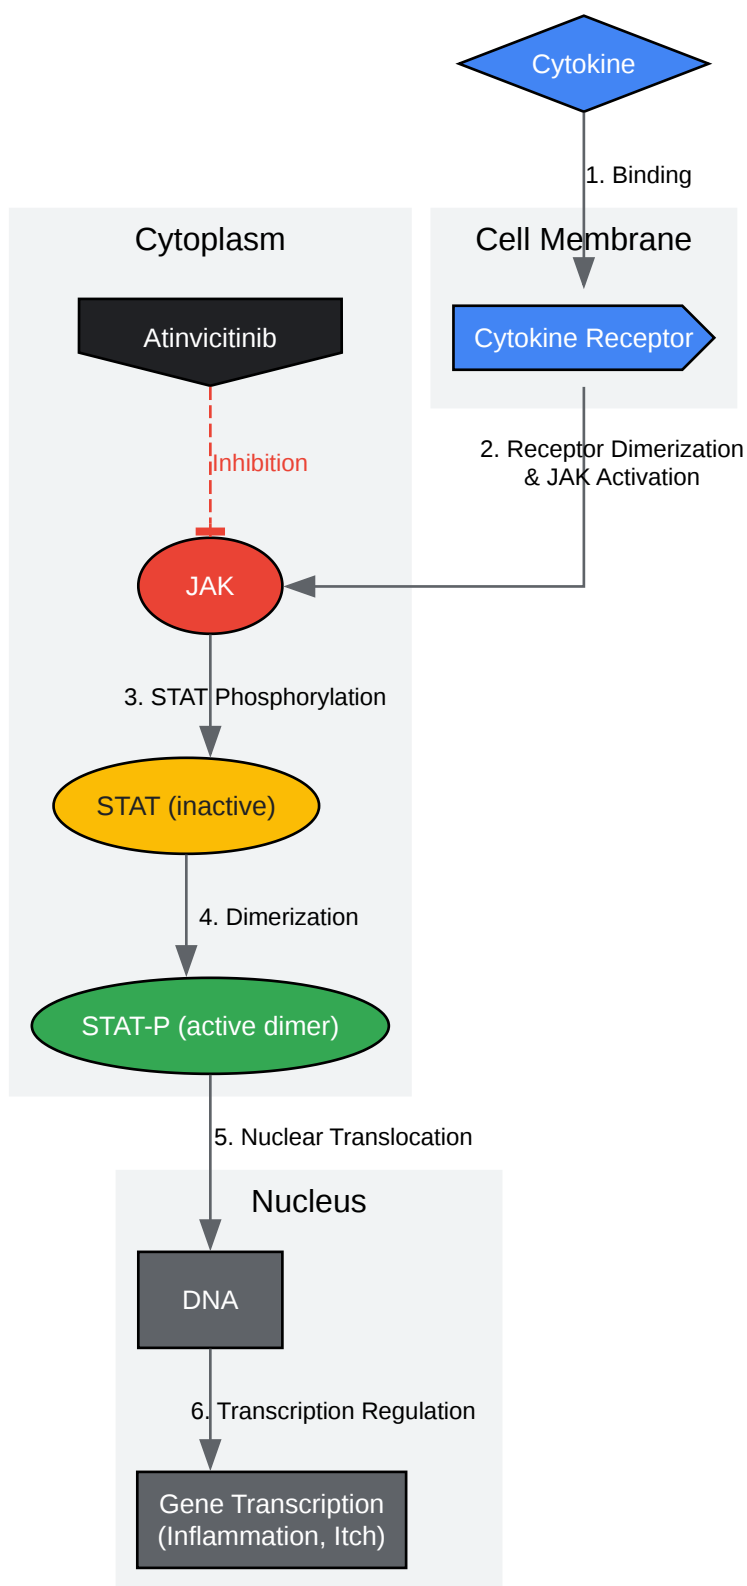 Cytokine
1. Binding
Cytoplasm
Cell Membrane
Atinvicitinib
Cytokine Receptor
2. Receptor Dimerization
& JAK Activation
Inhibition
JAK
3. STAT Phosphorylation
STAT (inactive)
4. Dimerization
STAT-P (active dimer)
5. Nuclear Translocation
Nucleus
DNA
6. Transcription Regulation
Gene Transcription
(Inflammation, Itch)